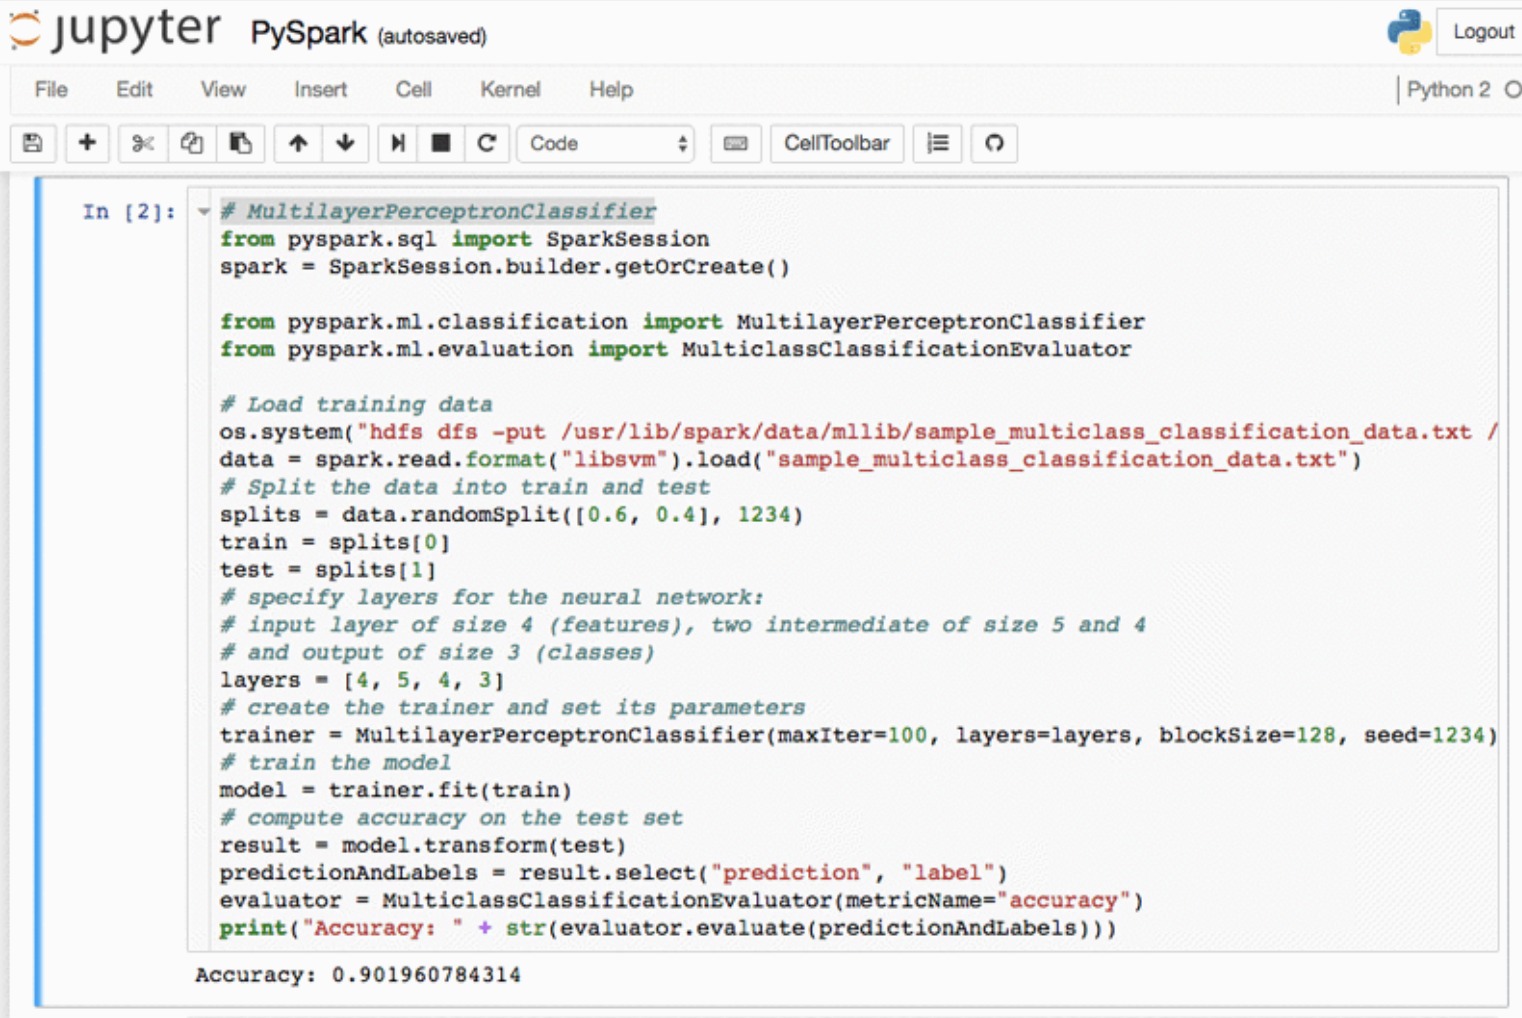 jupyter PySpark (autosaved) Logout
File Edit View Insert Cell Kernel Help Python 2
Code CellToolbar
In [2]: # MultilayerPerceptronClassifier
from pyspark.sql import SparkSession
spark = SparkSession.builder.getOrCreate()
from pyspark.ml.classification import MultilayerPerceptronClassifier
from pyspark.ml.evaluation import MulticlassClassificationEvaluator
# Load training data
os.system("hdfs dfs -put /usr/lib/spark/data/mllib/sample_multiclass_classification_data.txt /
data = spark.read.format("libsvm").load("sample_multiclass_classification_data.txt")
# Split the data into train and test
splits = data.randomSplit([0.6, 0.4], 1234)
train = splits[0]
test = splits[1]
# specify layers for the neural network:
# input layer of size 4 (features), two intermediate of size 5 and 4
# and output of size 3 (classes)
layers = [4, 5, 4, 3]
# create the trainer and set its parameters
trainer = MultilayerPerceptronClassifier(maxIter=100, layers=layers, blockSize=128, seed=1234)
# train the model
model = trainer.fit(train)
# compute accuracy on the test set
result = model.transform(test)
predictionAndLabels = result.select("prediction", "label")
evaluator = MulticlassClassificationEvaluator(metricName="accuracy")
print("Accuracy: " + str(evaluator.evaluate(predictionAndLabels)))
Accuracy: 0.901960784314